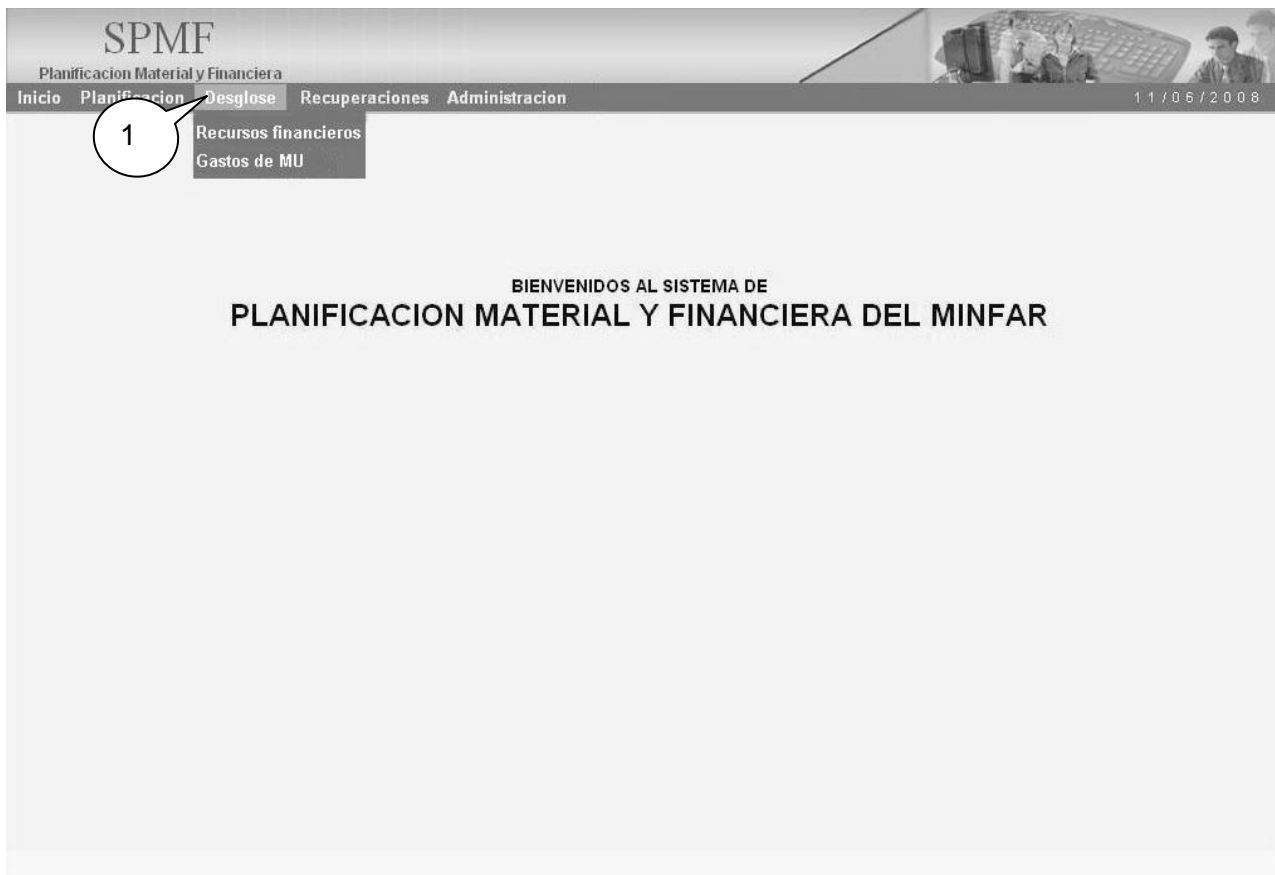 SPMF
Planificacion Material y Financiera
Inicio Planificacion Desglose Recuperaciones Administracion 11/06/2008
1
Recursos financieros
Gastos de MU
BIENVENIDOS AL SISTEMA DE
PLANIFICACION MATERIAL Y FINANCIERA DEL MINFAR